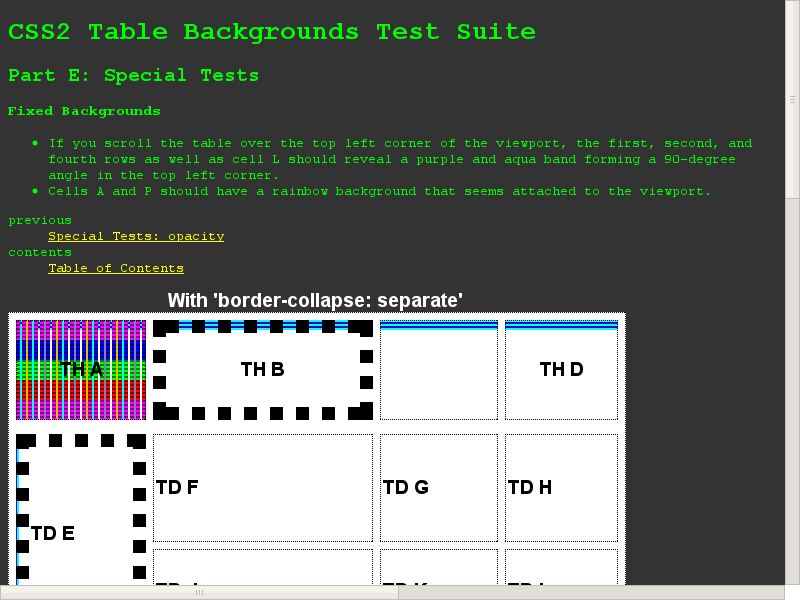 CSS2 Table Backgrounds Test Suite
Part E: Special Tests
Fixed Backgrounds
If you scroll the table over the top left corner of the viewport, the first, second, and
fourth rows as well as cell L should reveal a purple and aqua band forming a 90-degree
angle in the top left corner.
Cells A and P should have a rainbow background that seems attached to the viewport.
previous
Special Tests: opacity
contents
Table of Contents
With 'border-collapse: separate'
TH A
TH B
TH D
TD F
TD G
TD H
TD E